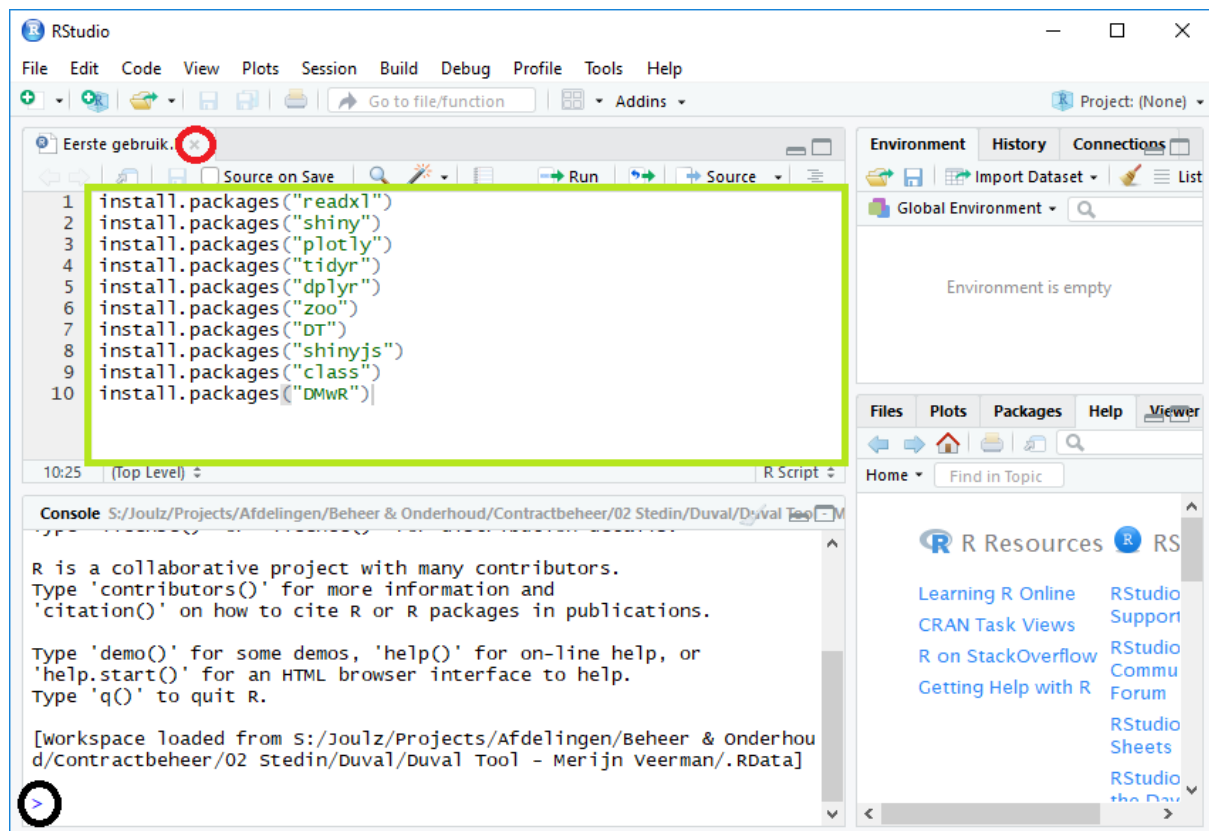 RStudio
File Edit Code View Plots Session Build Debug Profile Tools Help
Go to file/function Addins Project: (None)
Eerste gebruik.
Source on Save Run Source
1 install.packages("readxl")
2 install.packages("shiny")
3 install.packages("plotly")
4 install.packages("tidyr")
5 install.packages("dplyr")
6 install.packages("zoo")
7 install.packages("DT")
8 install.packages("shinyjs")
9 install.packages("class")
10 install.packages("DMwR")
10:25 (Top Level) R Script
Console S:/Joulz/Projects/Afdelingen/Beheer & Onderhoud/Contractbeheer/02 Stedin/Duval/Duval
R is a collaborative project with many contributors.
Type 'contributors()' for more information and
'citation()' on how to cite R or R packages in publications.
Type 'demo()' for some demos, 'help()' for on-line help, or
'help.start()' for an HTML browser interface to help.
Type 'q()' to quit R.
[Workspace loaded from S:/Joulz/Projects/Afdelingen/Beheer & Onderhou
d/Contractbeheer/02 Stedin/Duval/Duval Tool - Merijn Veerman/.RData]
>
Environment History Connections
Import Dataset List
Global Environment
Environment is empty
Files Plots Packages Help Viewer
Home Find in Topic
R Resources RS
Learning R Online
CRAN Task Views
R on StackOverflow
Getting Help with R
RStudio
Support
RStudio
Commu
Forum
RStudio
Sheets
RStudio